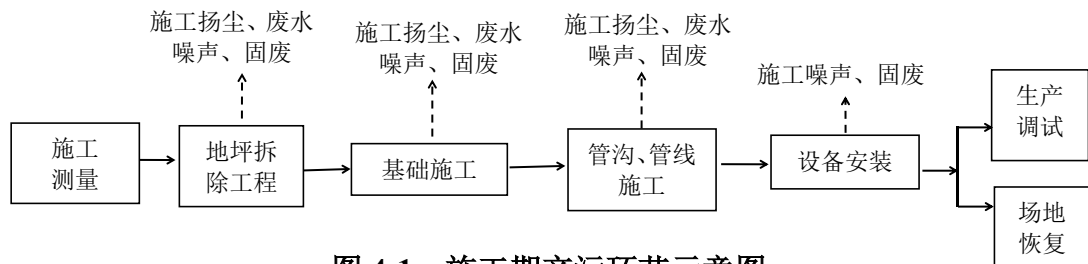 施工扬尘、废水
噪声、固废
施工扬尘、废水
噪声、固废
施工扬尘、废水
噪声、固废
施工噪声、固废
施工
测量
地坪拆
除工程
基础施工
管沟、管线
施工
设备安装
生产
调试
场地
恢复
图 4-1 施工期产污环节示意图